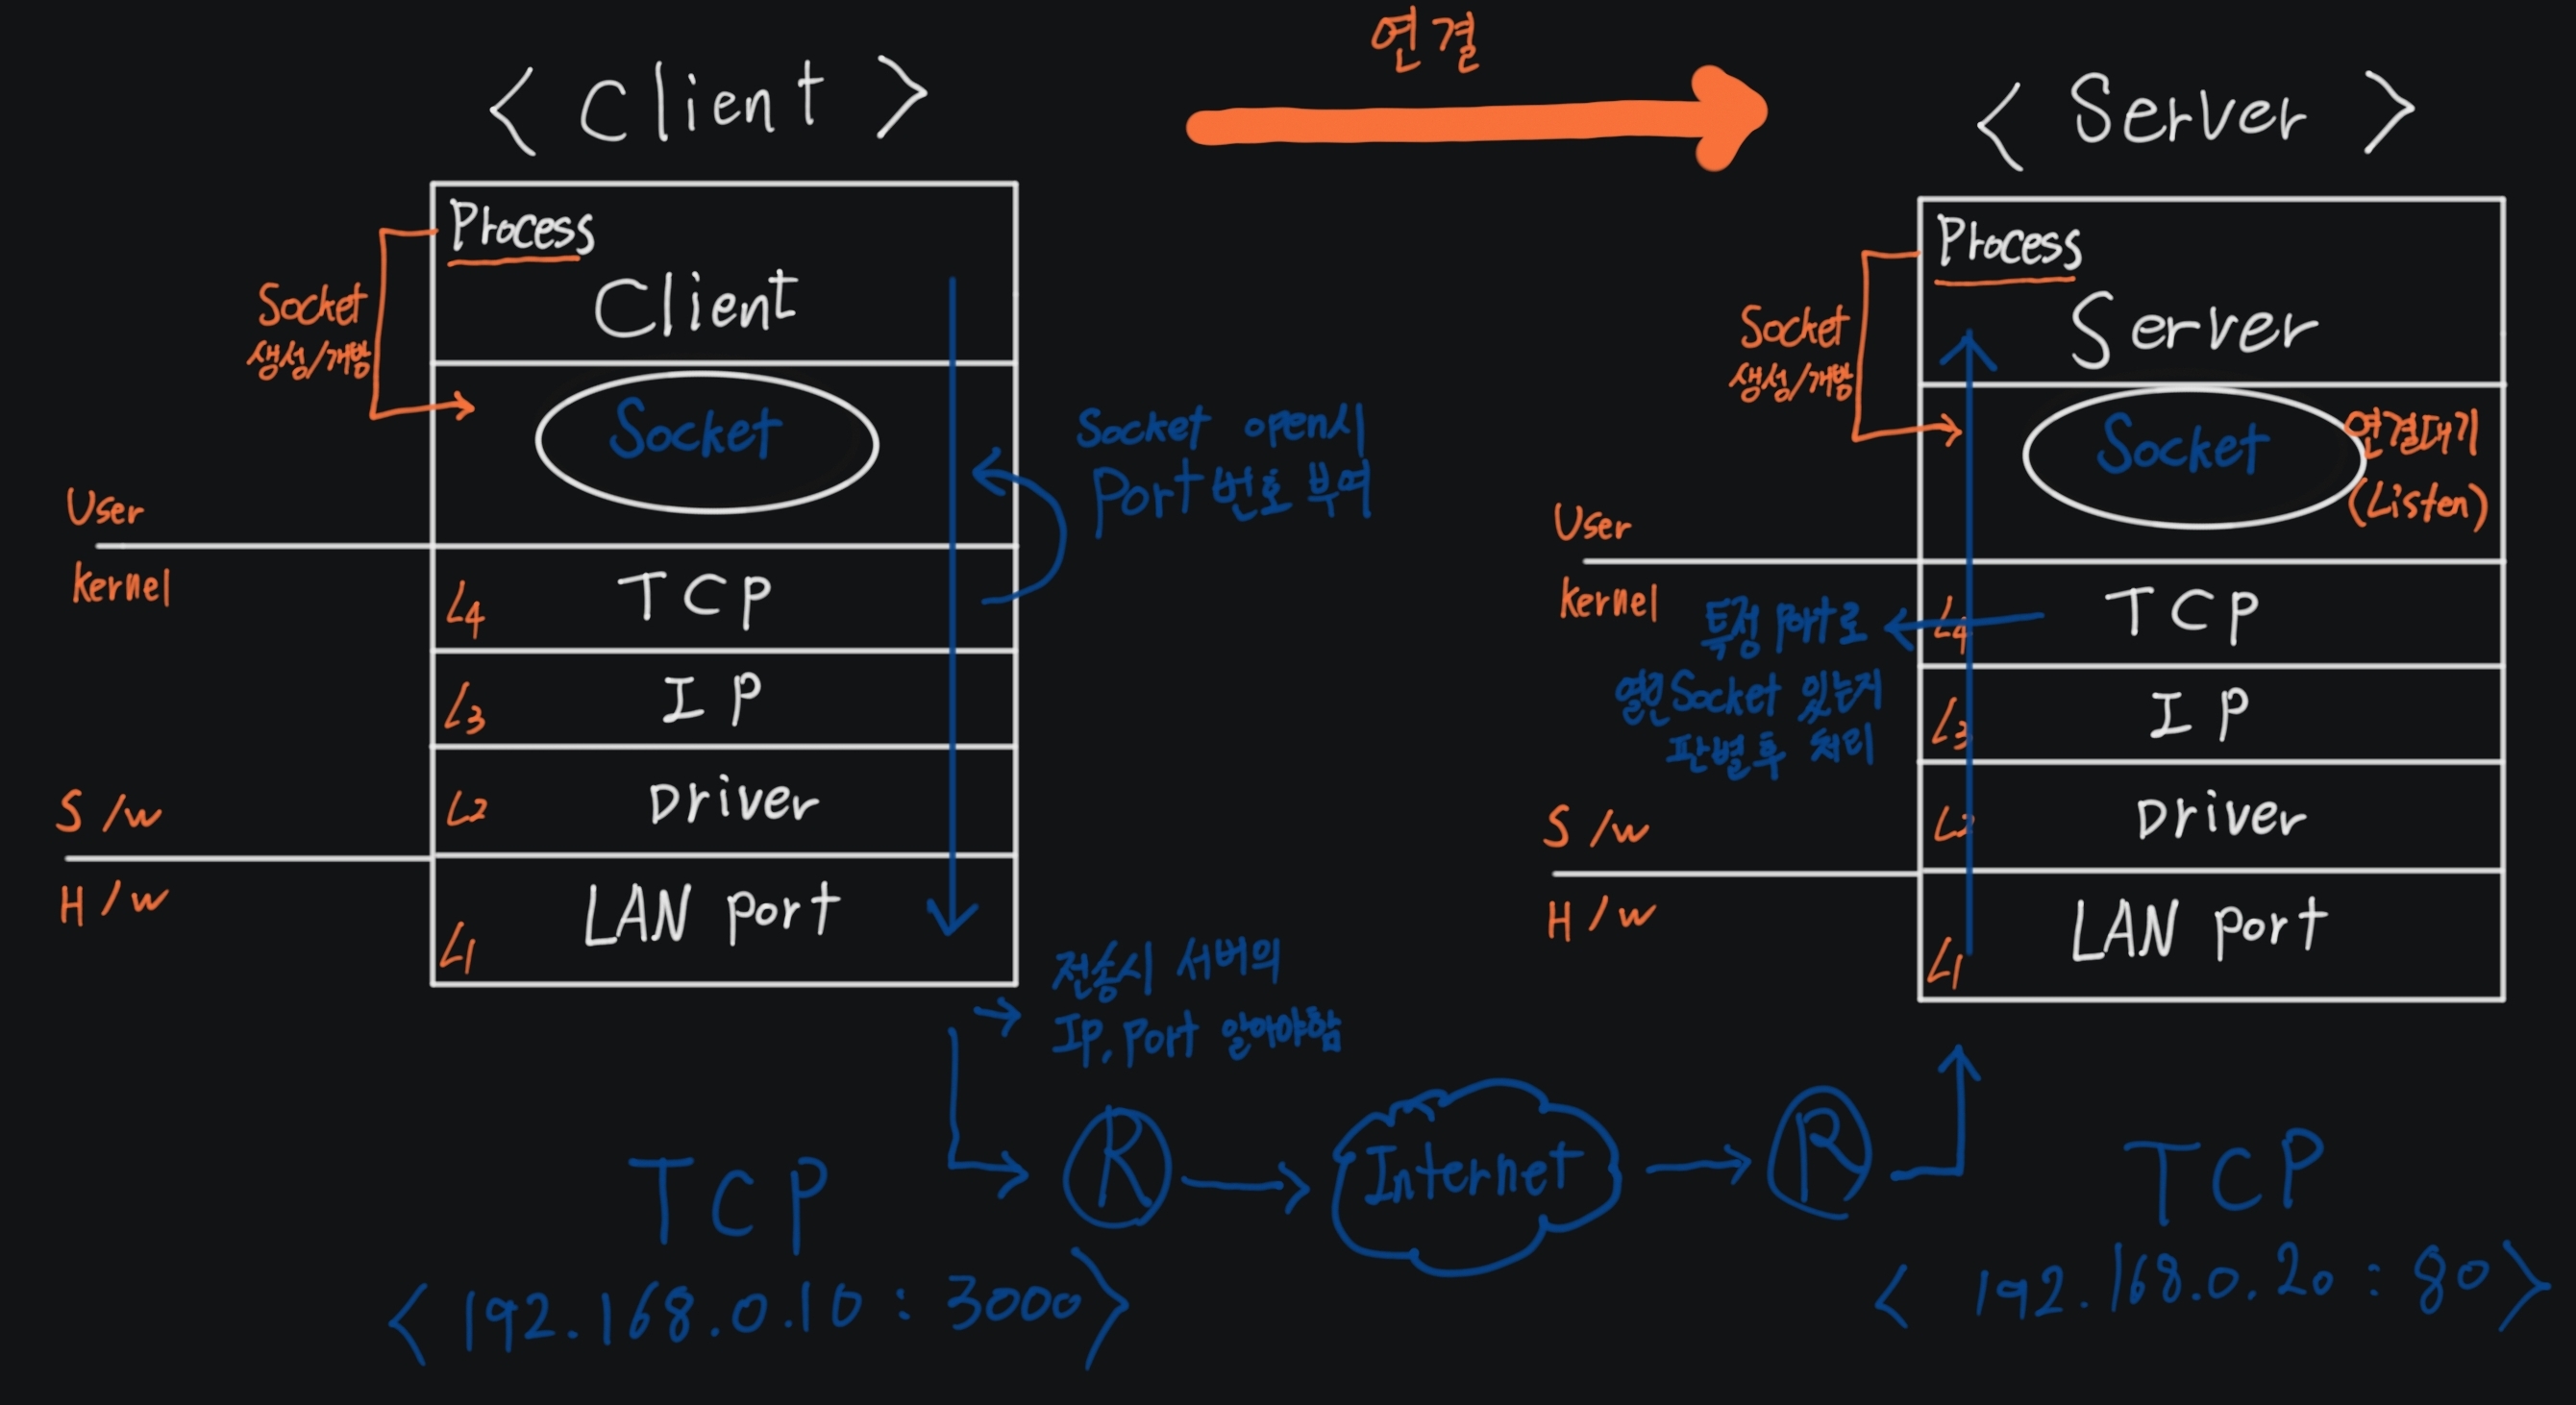 연결
< Client >
Process
Client
Socket
생성/개방
Socket
Socket open시
Port 번호 부여
User
Kernel
L4 TCP
L3 IP
L2 Driver
S/W
H/W
L1 LAN port
전송시 서버의
IP, Port 알아야함
TCP
<192.168.0.10 : 3000>
R
Internet
R
< Server >
Process
Server
Socket
생성/개방
Socket
연결대기
(Listen)
User
Kernel
L4 TCP
특정 port로
열린 Socket 있는지
판별후 처리
L3 IP
L2 Driver
S/W
H/W
L1 LAN port
TCP
< 192.168.0.20 : 80>